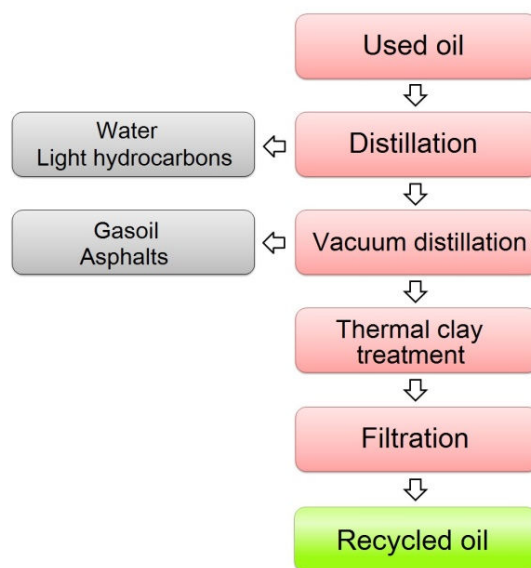 Used oil
Water
Light hydrocarbons
Distillation
Gasoil
Asphalts
Vacuum distillation
Thermal clay
treatment
Filtration
Recycled oil